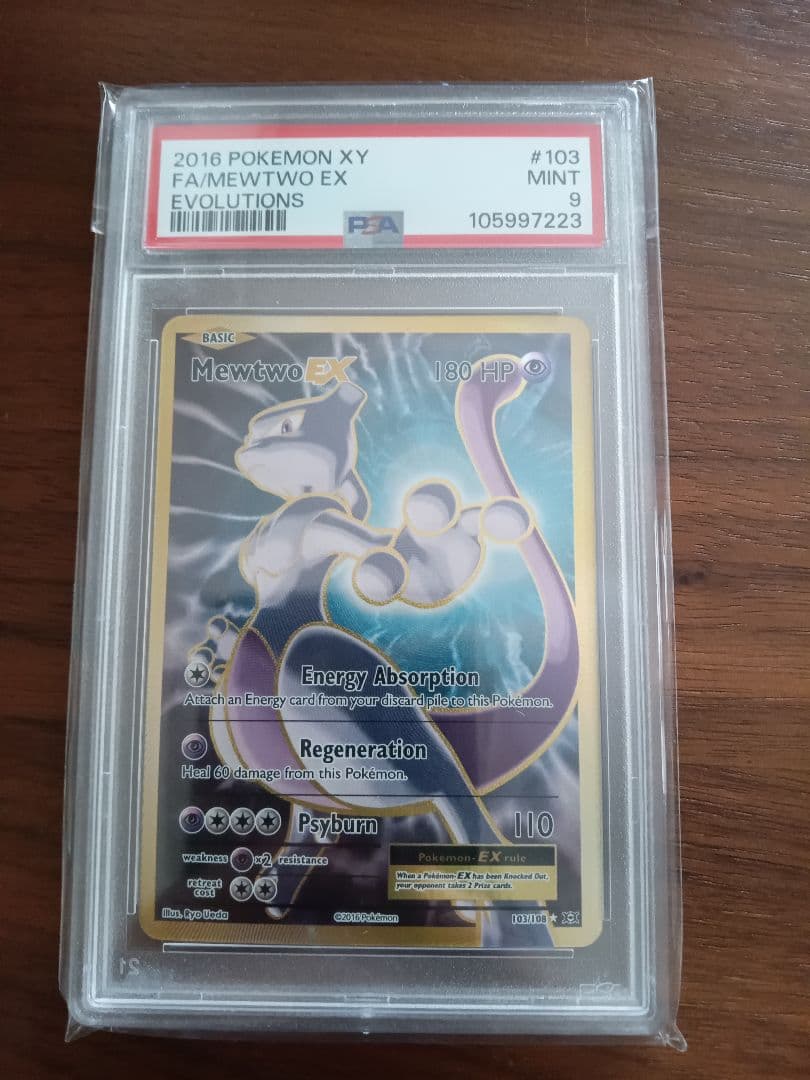 2016 POKEMON XY #103
FA/MEWTWO EX MINT
EVOLUTIONS 9
PSA 105997223
BASIC
Mewtwo EX 180 HP
Energy Absorption
Attach an Energy card from your discard pile to this Pokémon.
Regeneration
Heal 60 damage from this Pokémon.
Psyburn 110
weakness x2 resistance
retreat cost
Pokémon-EX rule
When a Pokémon-EX has been Knocked Out, your opponent takes 2 Prize cards.
Illus. Ryo Ueda ©2016 Pokémon 103/108 ★
21